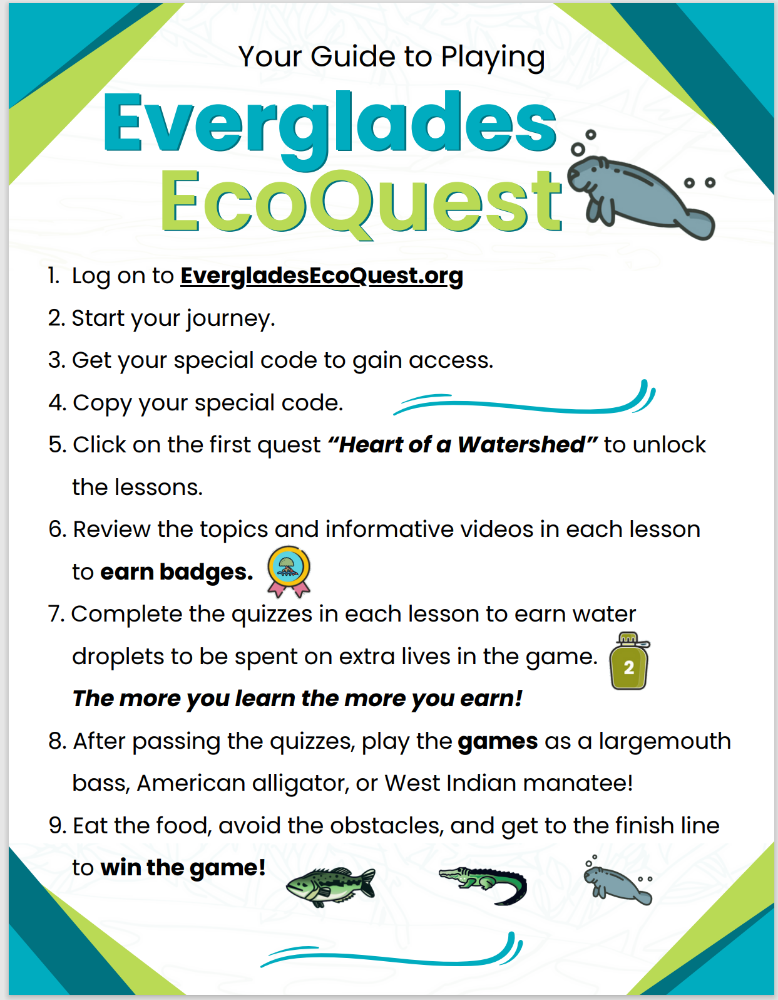 Your Guide to Playing
Everglades
EcoQuest
1. Log on to EvergladesEcoQuest.org
2. Start your journey.
3. Get your special code to gain access.
4. Copy your special code.
5. Click on the first quest “Heart of a Watershed” to unlock
the lessons.
6. Review the topics and informative videos in each lesson
to earn badges.
7. Complete the quizzes in each lesson to earn water
droplets to be spent on extra lives in the game.
2
The more you learn the more you earn!
8. After passing the quizzes, play the games as a largemouth
bass, American alligator, or West Indian manatee!
9. Eat the food, avoid the obstacles, and get to the finish line
to win the game!